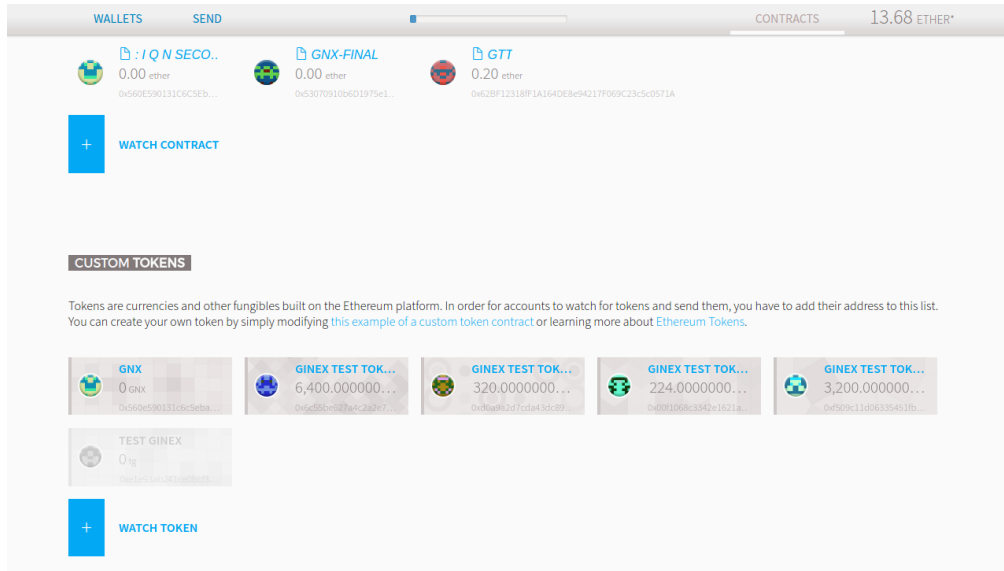 WALLETS SEND CONTRACTS 13.68 ETHER*
: I Q N SECO.. GNX-FINAL GTT
0.00 ether 0.00 ether 0.20 ether
0x560E590131C6C5Eb... 0x53070910b6D1975e1..
WATCH CONTRACT
CUSTOM TOKENS
Tokens are currencies and other fungibles built on the Ethereum platform. In order for accounts to watch for tokens and send them, you have to add their address to this list.
You can create your own token by simply modifying this example of a custom token contract or learning more about Ethereum Tokens.
GNX GINEX TEST TOK... GINEX TEST TOK... GINEX TEST TOK... GINEX TEST TOK...
0 GNX 6,400.000000... 320.0000000... 224.0000000... 3,200.000000...
0x560e590131c6c5eba...
TEST GINEX
0 tg
WATCH TOKEN